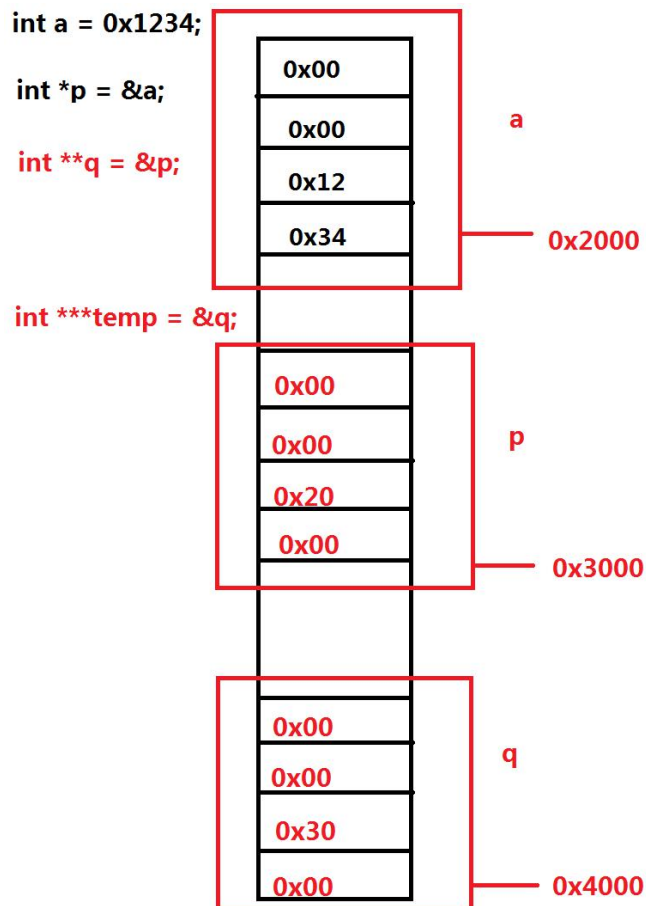 int a = 0x1234;
0x00
int *p = &a;
0x00
a
int **q = &p;
0x12
0x34
0x2000
int ***temp = &q;
0x00
0x00
p
0x20
0x00
0x3000
0x00
q
0x00
0x30
0x00
0x4000